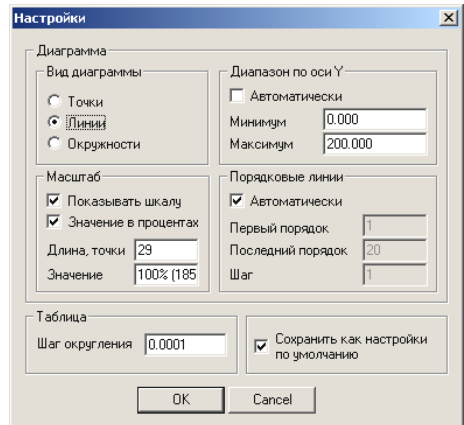 Настройки
Диаграмма
Вид диаграммы
Точки
Линии
Окружности
Диапазон по оси Y
Автоматически
Минимум 0.000
Максимум 200.000
Масштаб
Показывать шкалу
Значение в процентах
Длина, точки 29
Значение 100% (185
Порядковые линии
Автоматически
Первый порядок 1
Последний порядок 20
Шаг 1
Таблица
Шаг округления 0.0001
Сохранить как настройки
по умолчанию
OK Cancel